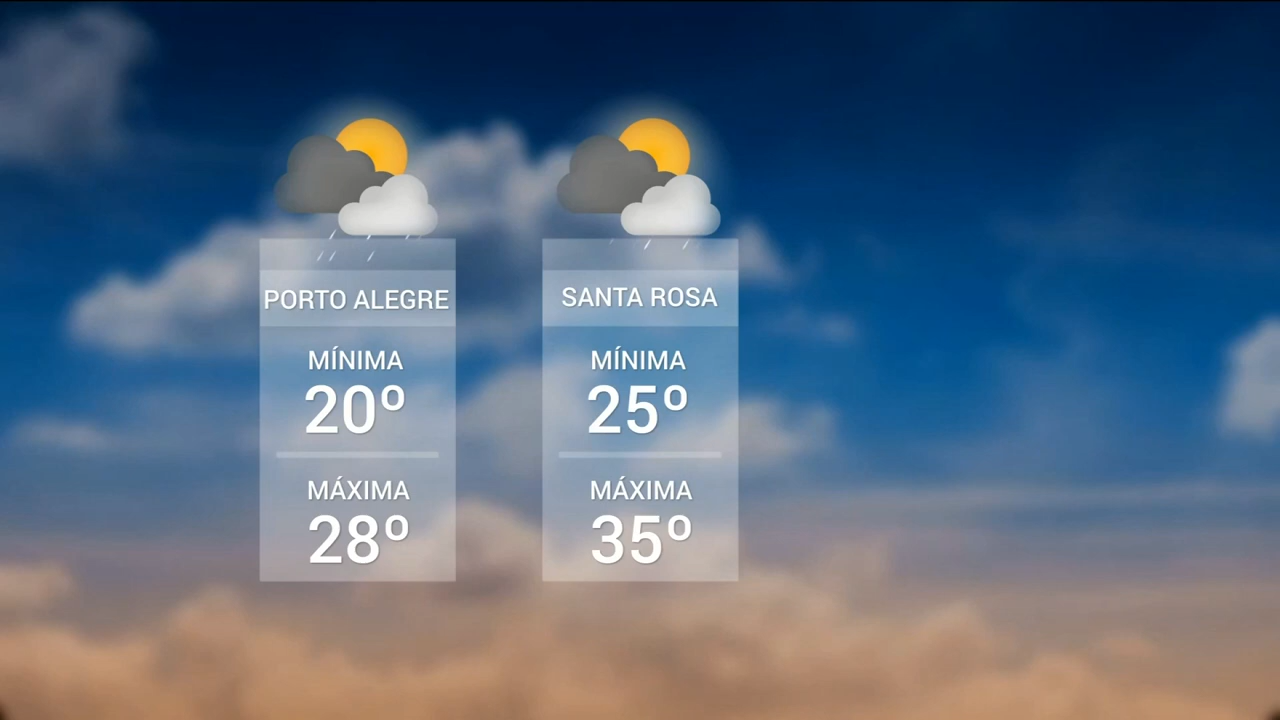 PORTO ALEGRE
MÍNIMA
20º
MÁXIMA
28º
SANTA ROSA
MÍNIMA
25º
MÁXIMA
35º